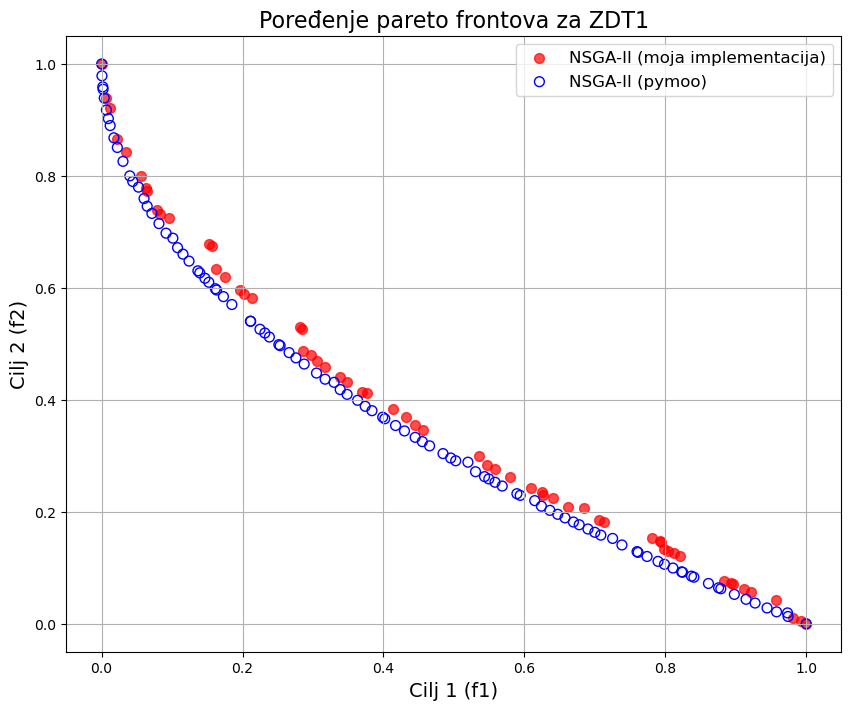 Poređenje pareto frontova za ZDT1
NSGA-II (moja implementacija)
NSGA-II (pymoo)
1.0
0.8
0.6
0.4
0.2
0.0
Cilj 2 (f2)
0.0 0.2 0.4 0.6 0.8 1.0
Cilj 1 (f1)